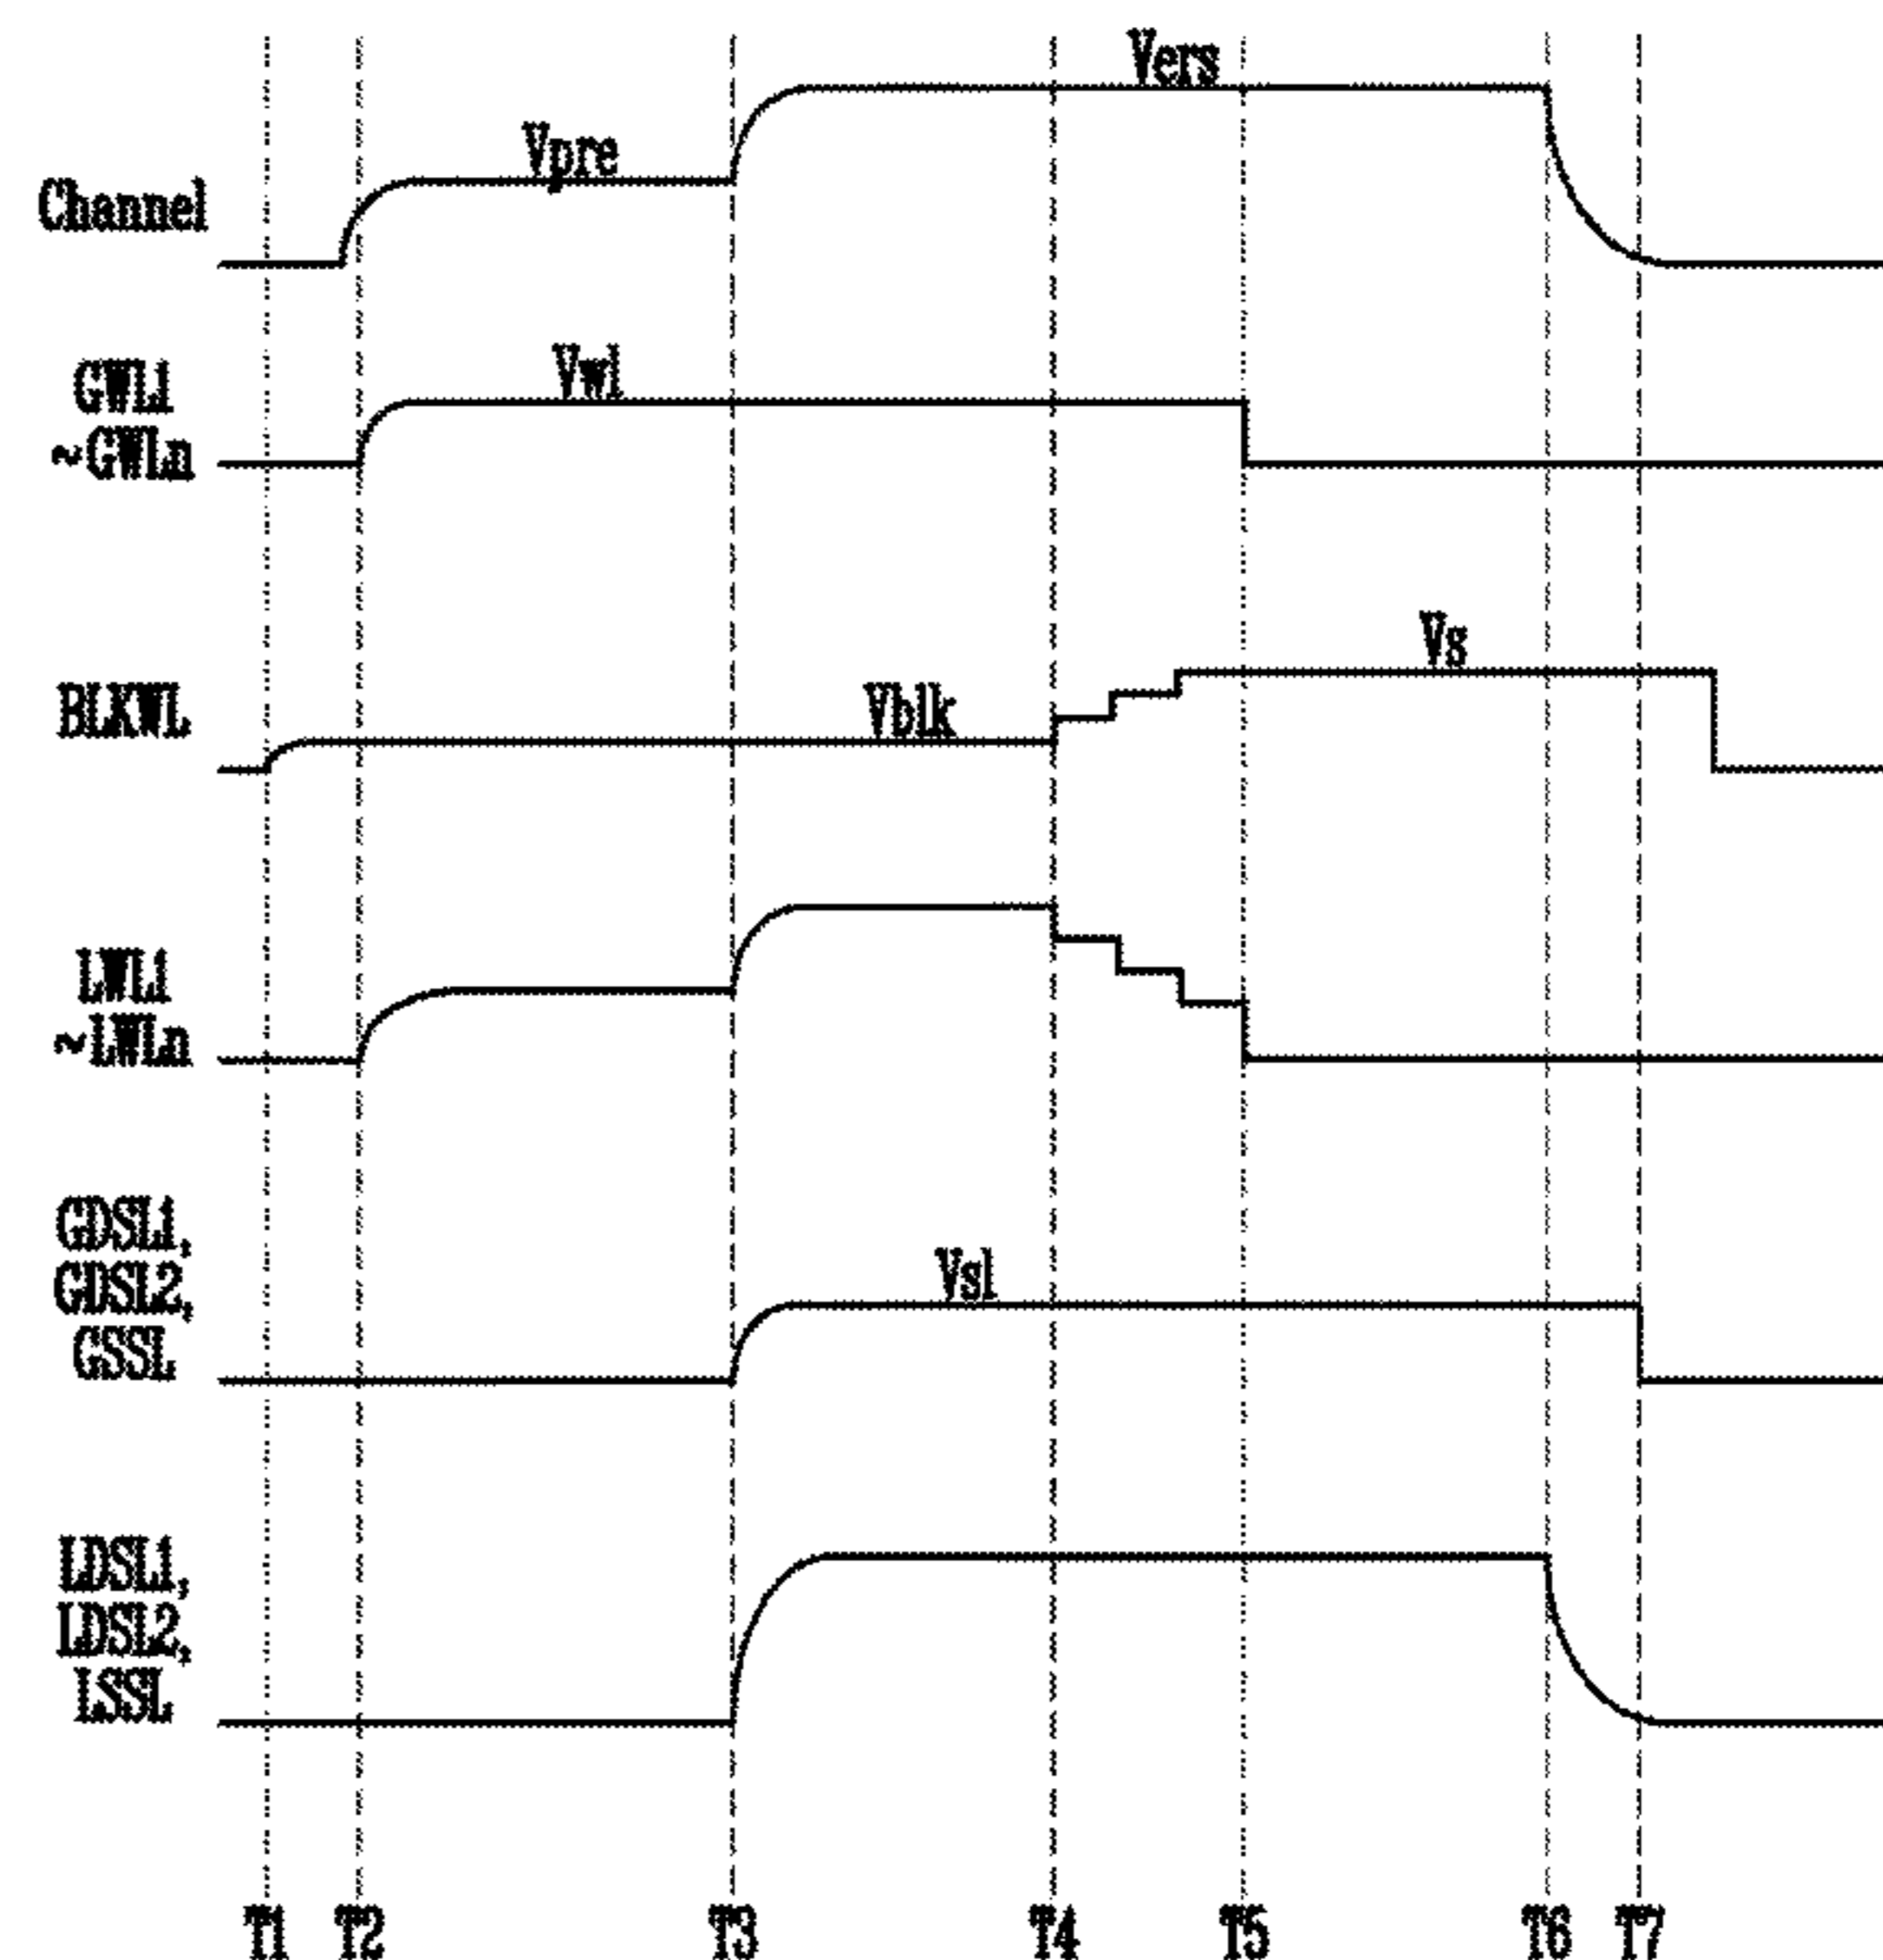 Vers
Vpre
Channel
Vwl
GWL1
~GWLn
Vs
BLKWL
Vblk
LWL1
~LWLn
GDSL1,
GDSL2,
GSSL
Vsl
LDSL1,
LDSL2,
LSSL
T1 T2 T3 T4 T5 T6 T7